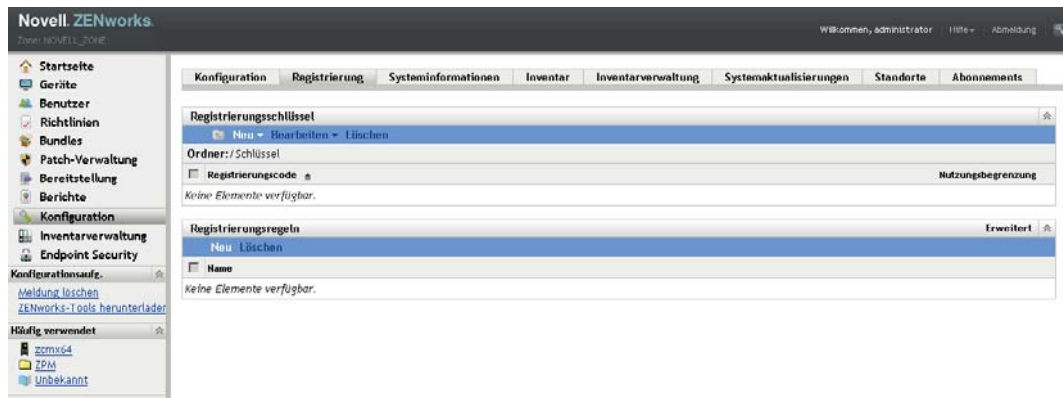 Novell. ZENworks.
Zone: NOVELL_ZONE
Willkommen, administrator Hilfe Abmeldung
Startseite
Geräte
Benutzer
Richtlinien
Bundles
Patch-Verwaltung
Bereitstellung
Berichte
Konfiguration
Inventarverwaltung
Endpoint Security
Konfigurationsaufg.
Meldung löschen
ZENworks-Tools herunterladen
Häufig verwendet
zcmx64
ZPM
Unbekannt
Konfiguration Registrierung Systeminformationen Inventar Inventarverwaltung Systemaktualisierungen Standorte Abonnements
Registrierungsschlüssel
Neu Bearbeiten Löschen
Ordner:/Schlüssel
Registrierungscode Nutzungsbegrenzung
Keine Elemente verfügbar.
Registrierungsregeln Erweitert
Neu Löschen
Name
Keine Elemente verfügbar.